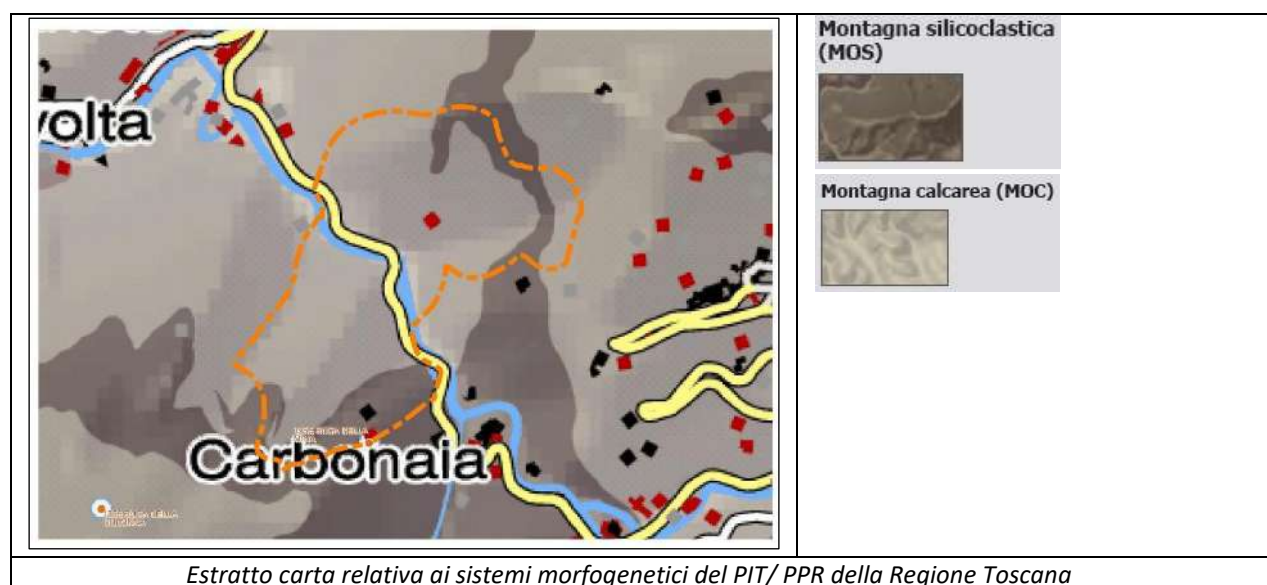 volta
Carbonaia
Montagna silicoclastica
(MOS)
Montagna calcarea (MOC)
Estratto carta relativa ai sistemi morfogenetici del PIT/ PPR della Regione Toscana